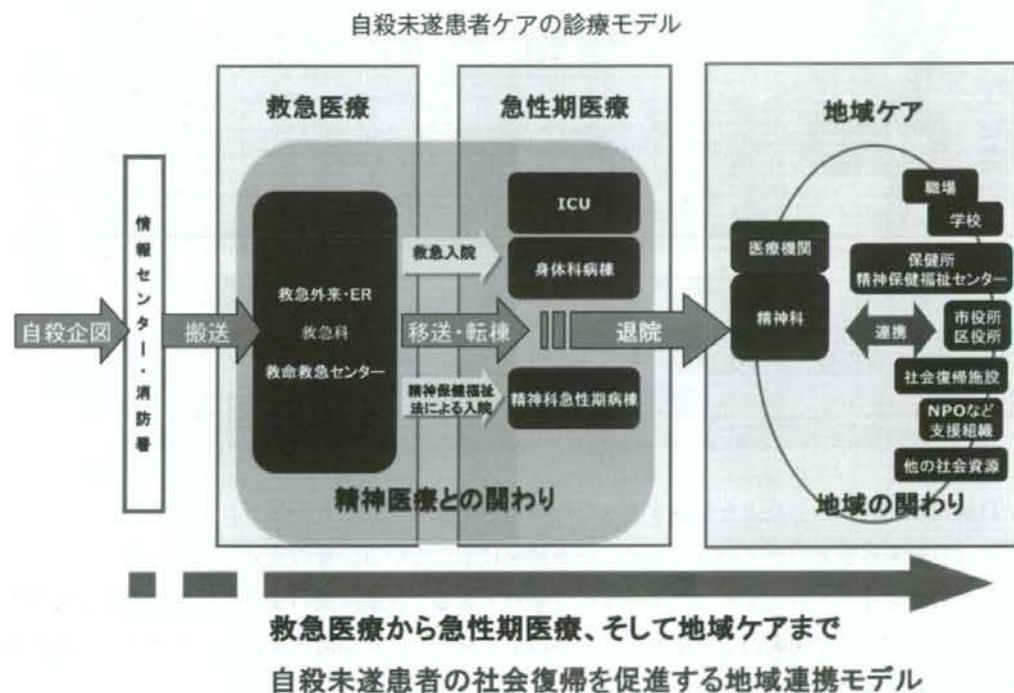 自殺未遂患者ケアの診療モデル
救急医療
急性期医療
地域ケア
自殺企図
情報センター・消防署
搬送
救急外来・ER
救急科
救命救急センター
救急入院
移送・転棟
精神保健福祉
法による入院
ICU
身体科病棟
精神科急性期病棟
退院
精神医療との関わり
医療機関
精神科
連携
職場
学校
保健所
精神保健福祉センター
市役所
区役所
社会復帰施設
NPOなど
支援組織
他の社会資源
地域の関わり
救急医療から急性期医療、そして地域ケアまで
自殺未遂患者の社会復帰を促進する地域連携モデル